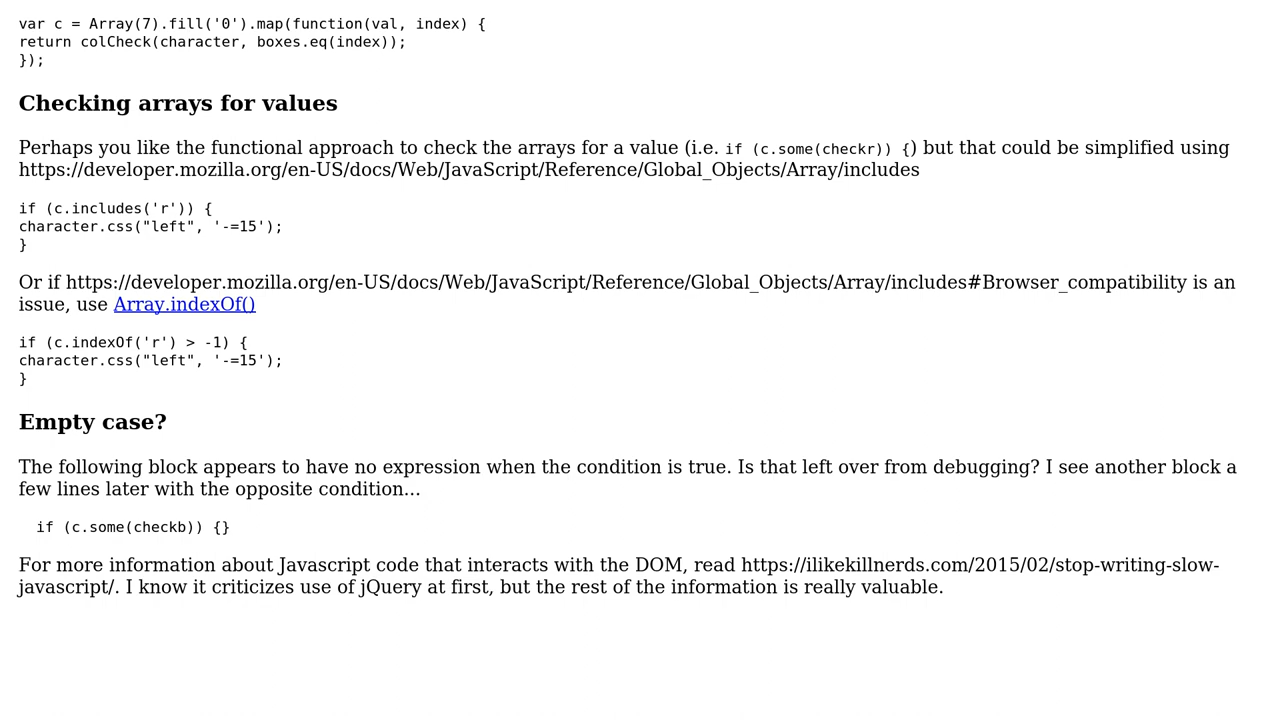 var c = Array(7).fill('0').map(function(val, index) {
return colCheck(character, boxes.eq(index));
});
Checking arrays for values
Perhaps you like the functional approach to check the arrays for a value (i.e. if (c.some(checkr)) {) but that could be simplified using
https://developer.mozilla.org/en-US/docs/Web/JavaScript/Reference/Global_Objects/Array/includes
if (c.includes('r')) {
character.css("left", '-=15');
}
Or if https://developer.mozilla.org/en-US/docs/Web/JavaScript/Reference/Global_Objects/Array/includes#Browser_compatibility is an
issue, use Array.indexOf()
if (c.indexOf('r') > -1) {
character.css("left", '-=15');
}
Empty case?
The following block appears to have no expression when the condition is true. Is that left over from debugging? I see another block a
few lines later with the opposite condition...
if (c.some(checkb)) {}
For more information about Javascript code that interacts with the DOM, read https://ilikekillnerds.com/2015/02/stop-writing-slow-
javascript/. I know it criticizes use of jQuery at first, but the rest of the information is really valuable.